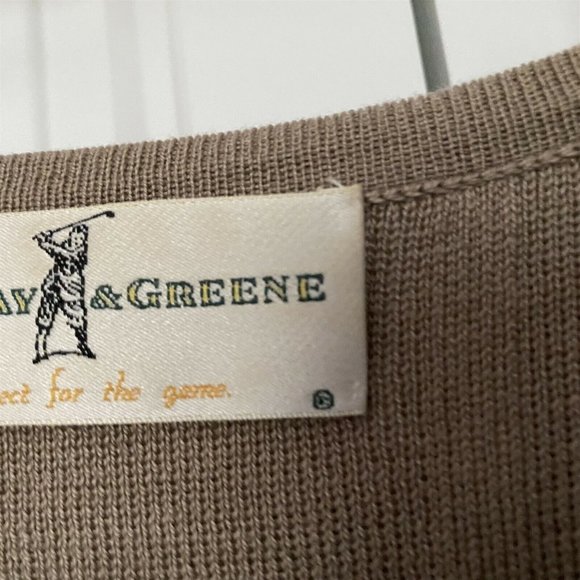 AY & GREENE
ect for the game.
®